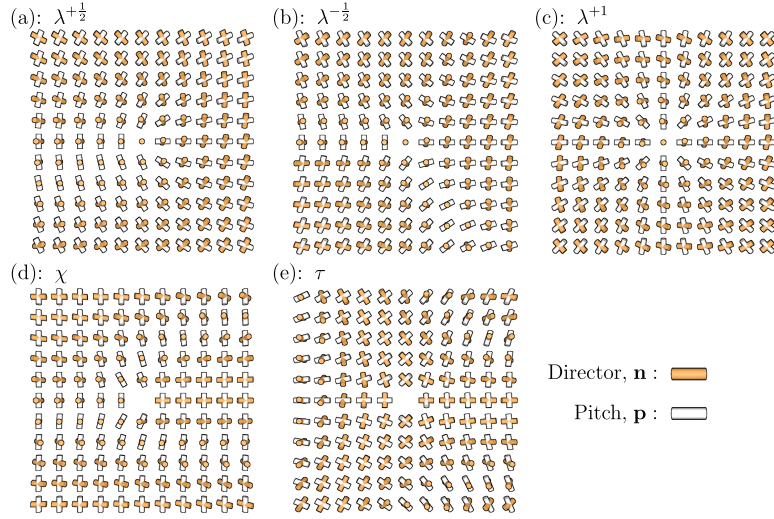 (a): λ^{+1/2}
(b): λ^{-1/2}
(c): λ^{+1}
(d): χ
(e): τ
Director, n :
Pitch, p :